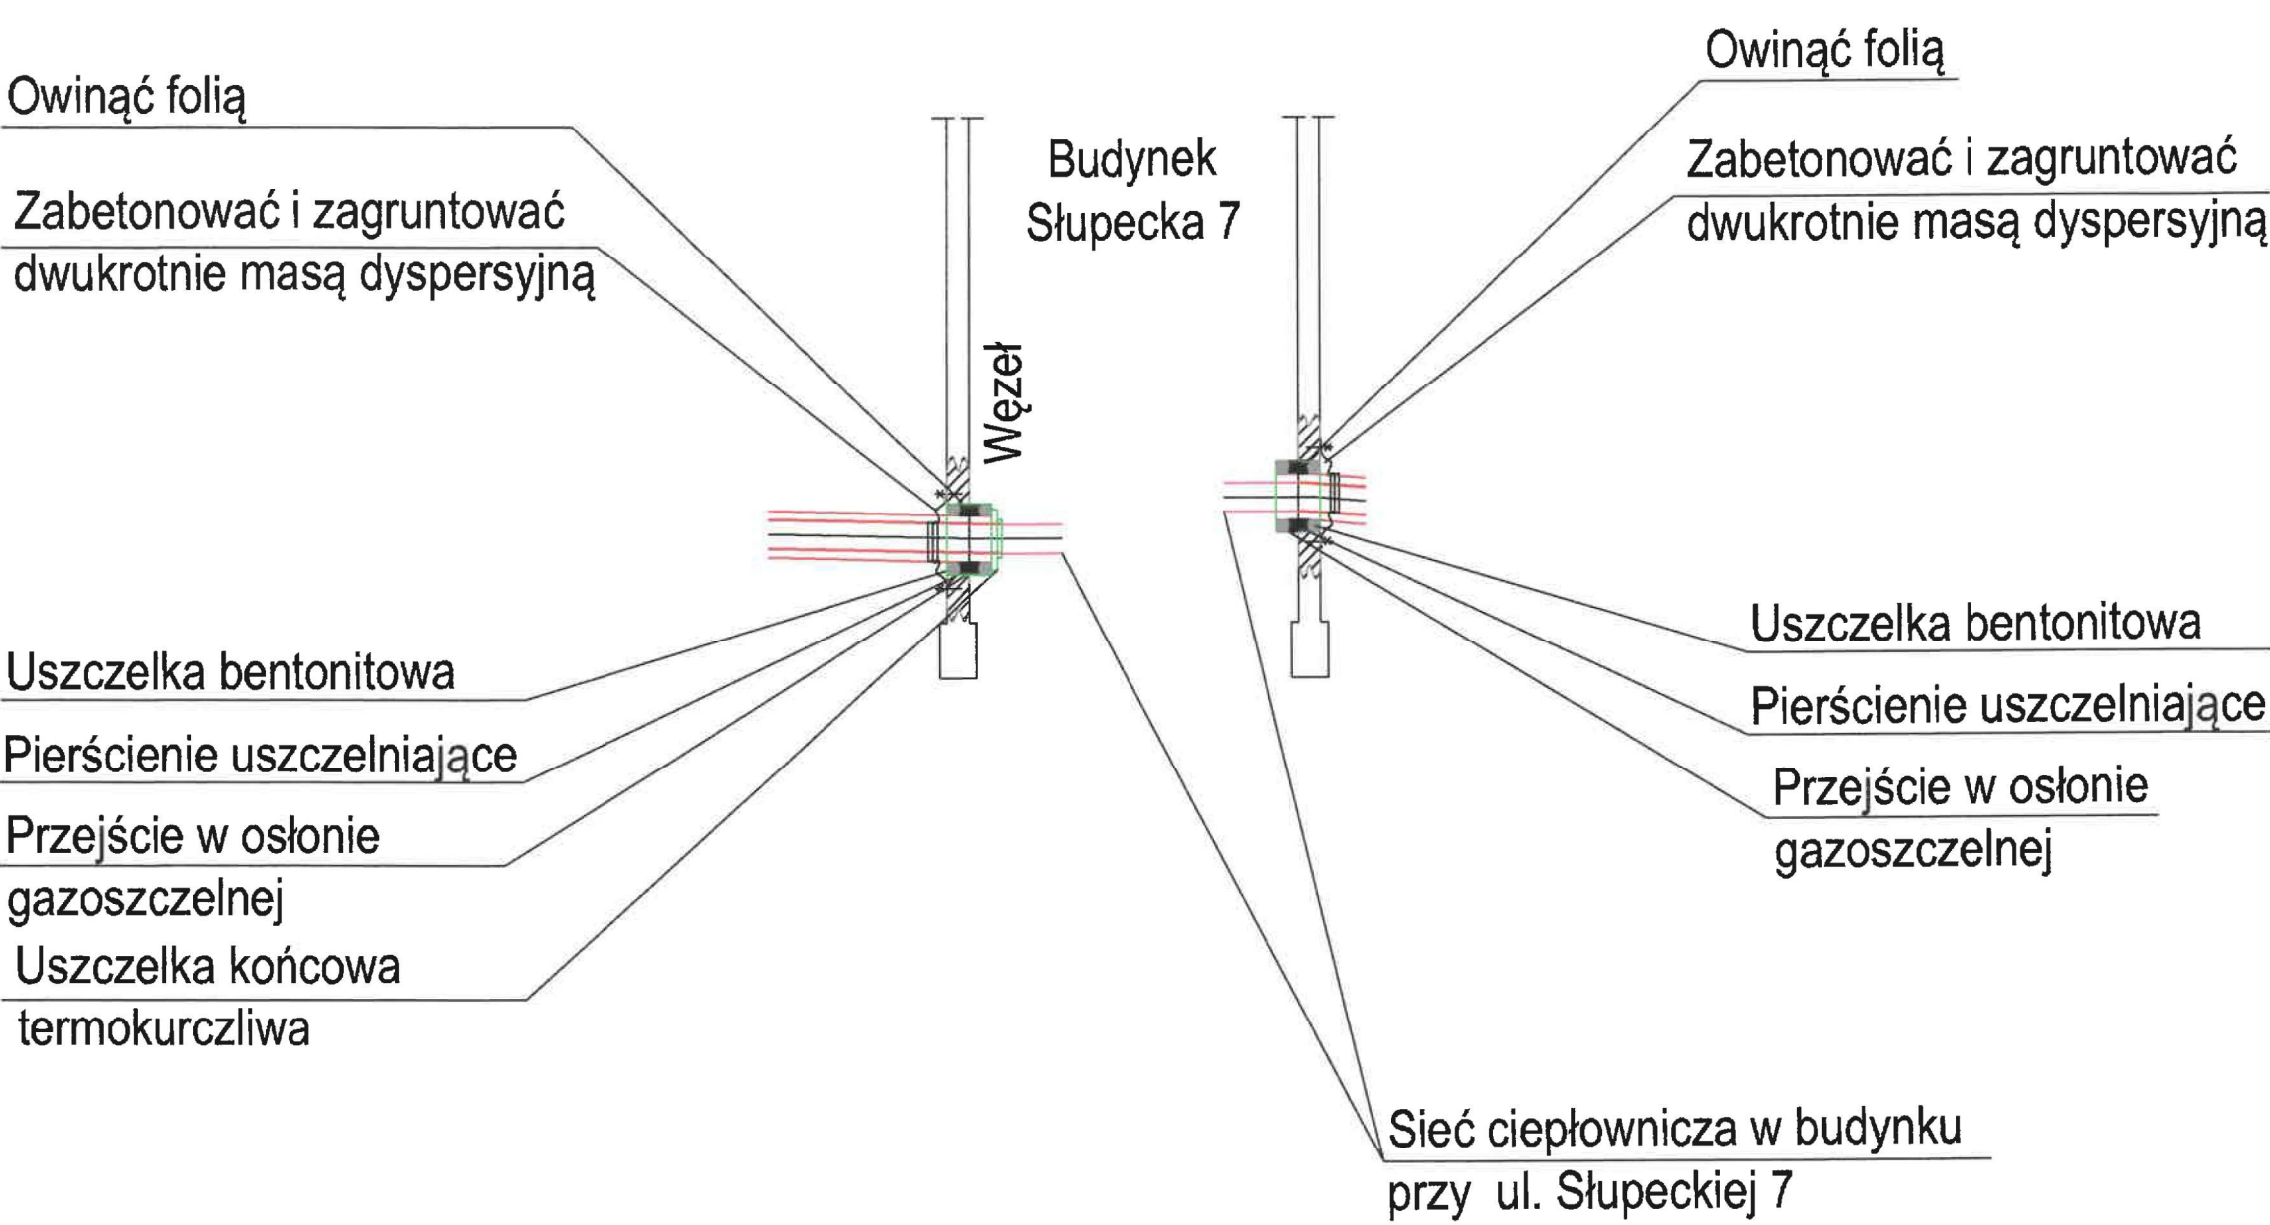 Owinąć folią
Zabetonować i zagruntować
dwukrotnie masą dyspersyjną
Budynek
Słupecka 7
Węzeł
Owinąć folią
Zabetonować i zagruntować
dwukrotnie masą dyspersyjną
Uszczelka bentonitowa
Pierścienie uszczelniające
Przejście w osłonie
gazoszczelnej
Uszczelka końcowa
termokurczliwa
Uszczelka bentonitowa
Pierścienie uszczelniające
Przejście w osłonie
gazoszczelnej
Sieć ciepłownicza w budynku
przy ul. Słupeckiej 7